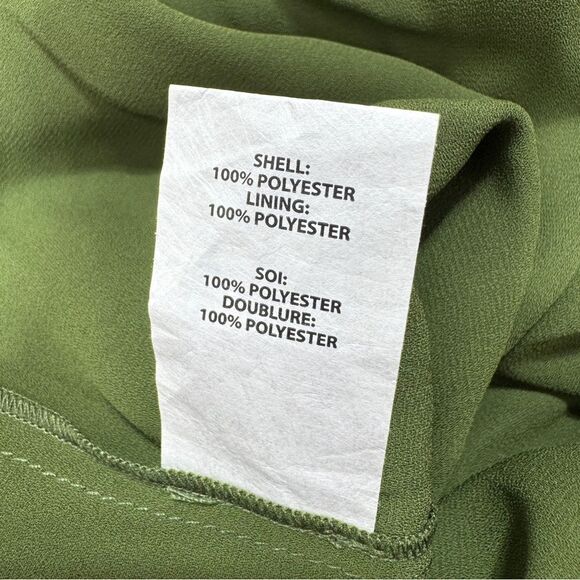 SHELL:
100% POLYESTER
LINING:
100% POLYESTER
SOI:
100% POLYESTER
DOUBLURE:
100% POLYESTER